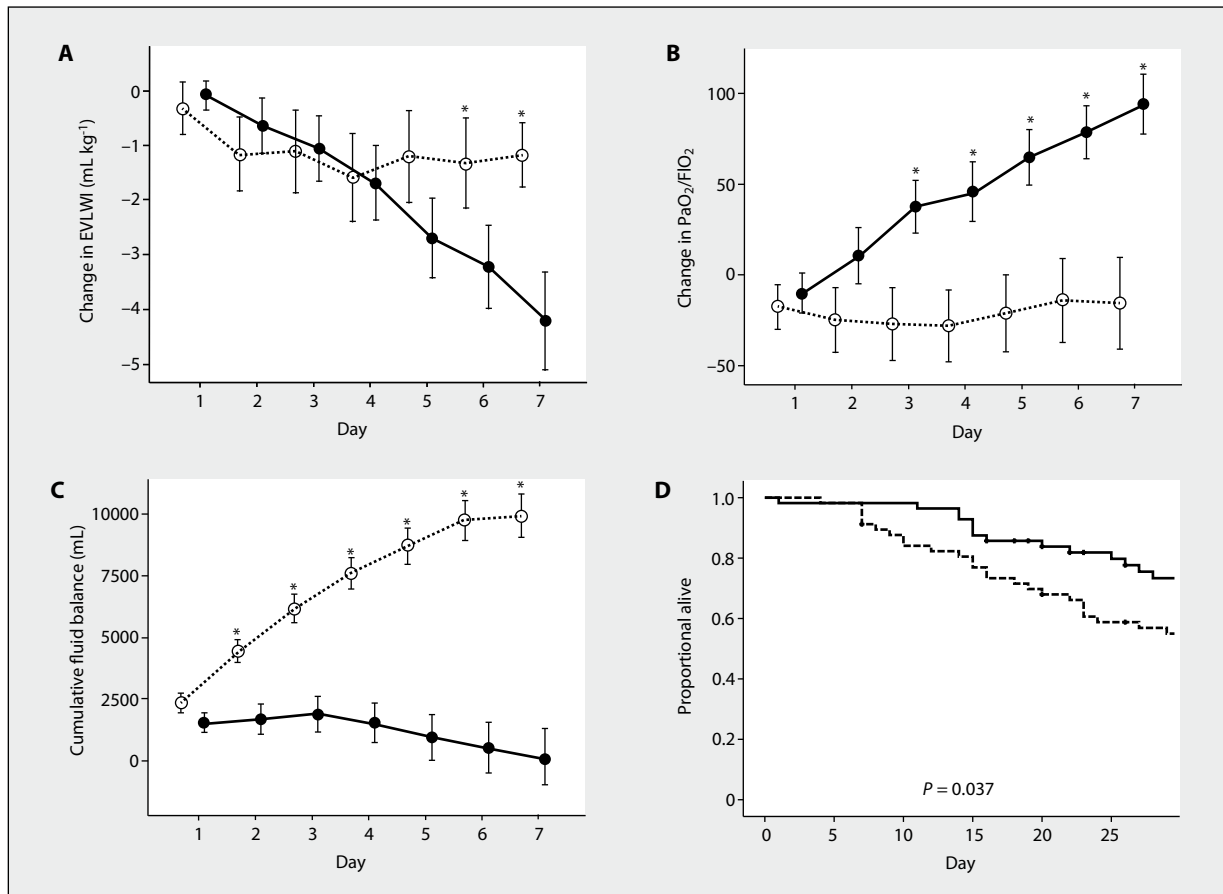 A
Change in EVLWI (mL kg⁻¹)
0
−1
−2
−3
−4
−5
* *
1 2 3 4 5 6 7
Day
B
Change in PaO₂/FIO₂
100
50
0
−50
* * * * *
1 2 3 4 5 6 7
Day
C
Cumulative fluid balance (mL)
10000
7500
5000
2500
0
* * * * * *
1 2 3 4 5 6 7
Day
D
Proportional alive
1.0
0.8
0.6
0.4
0.2
0
P = 0.037
0 5 10 15 20 25
Day